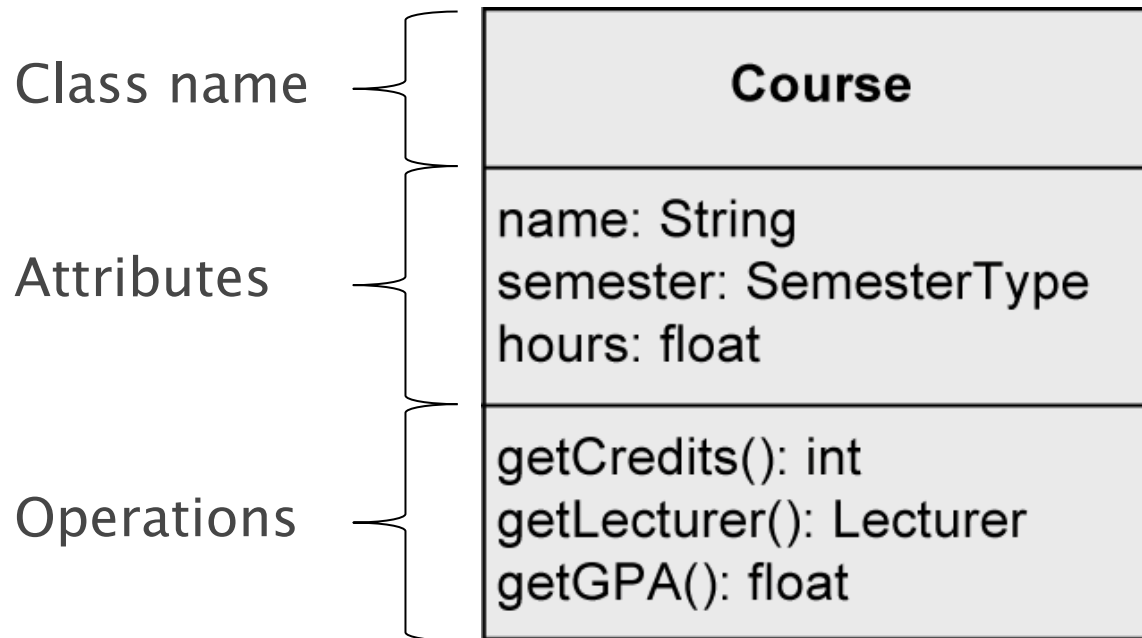 Class name
Course
Attributes
name: String
semester: SemesterType
hours: float
Operations
getCredits(): int
getLecturer(): Lecturer
getGPA(): float